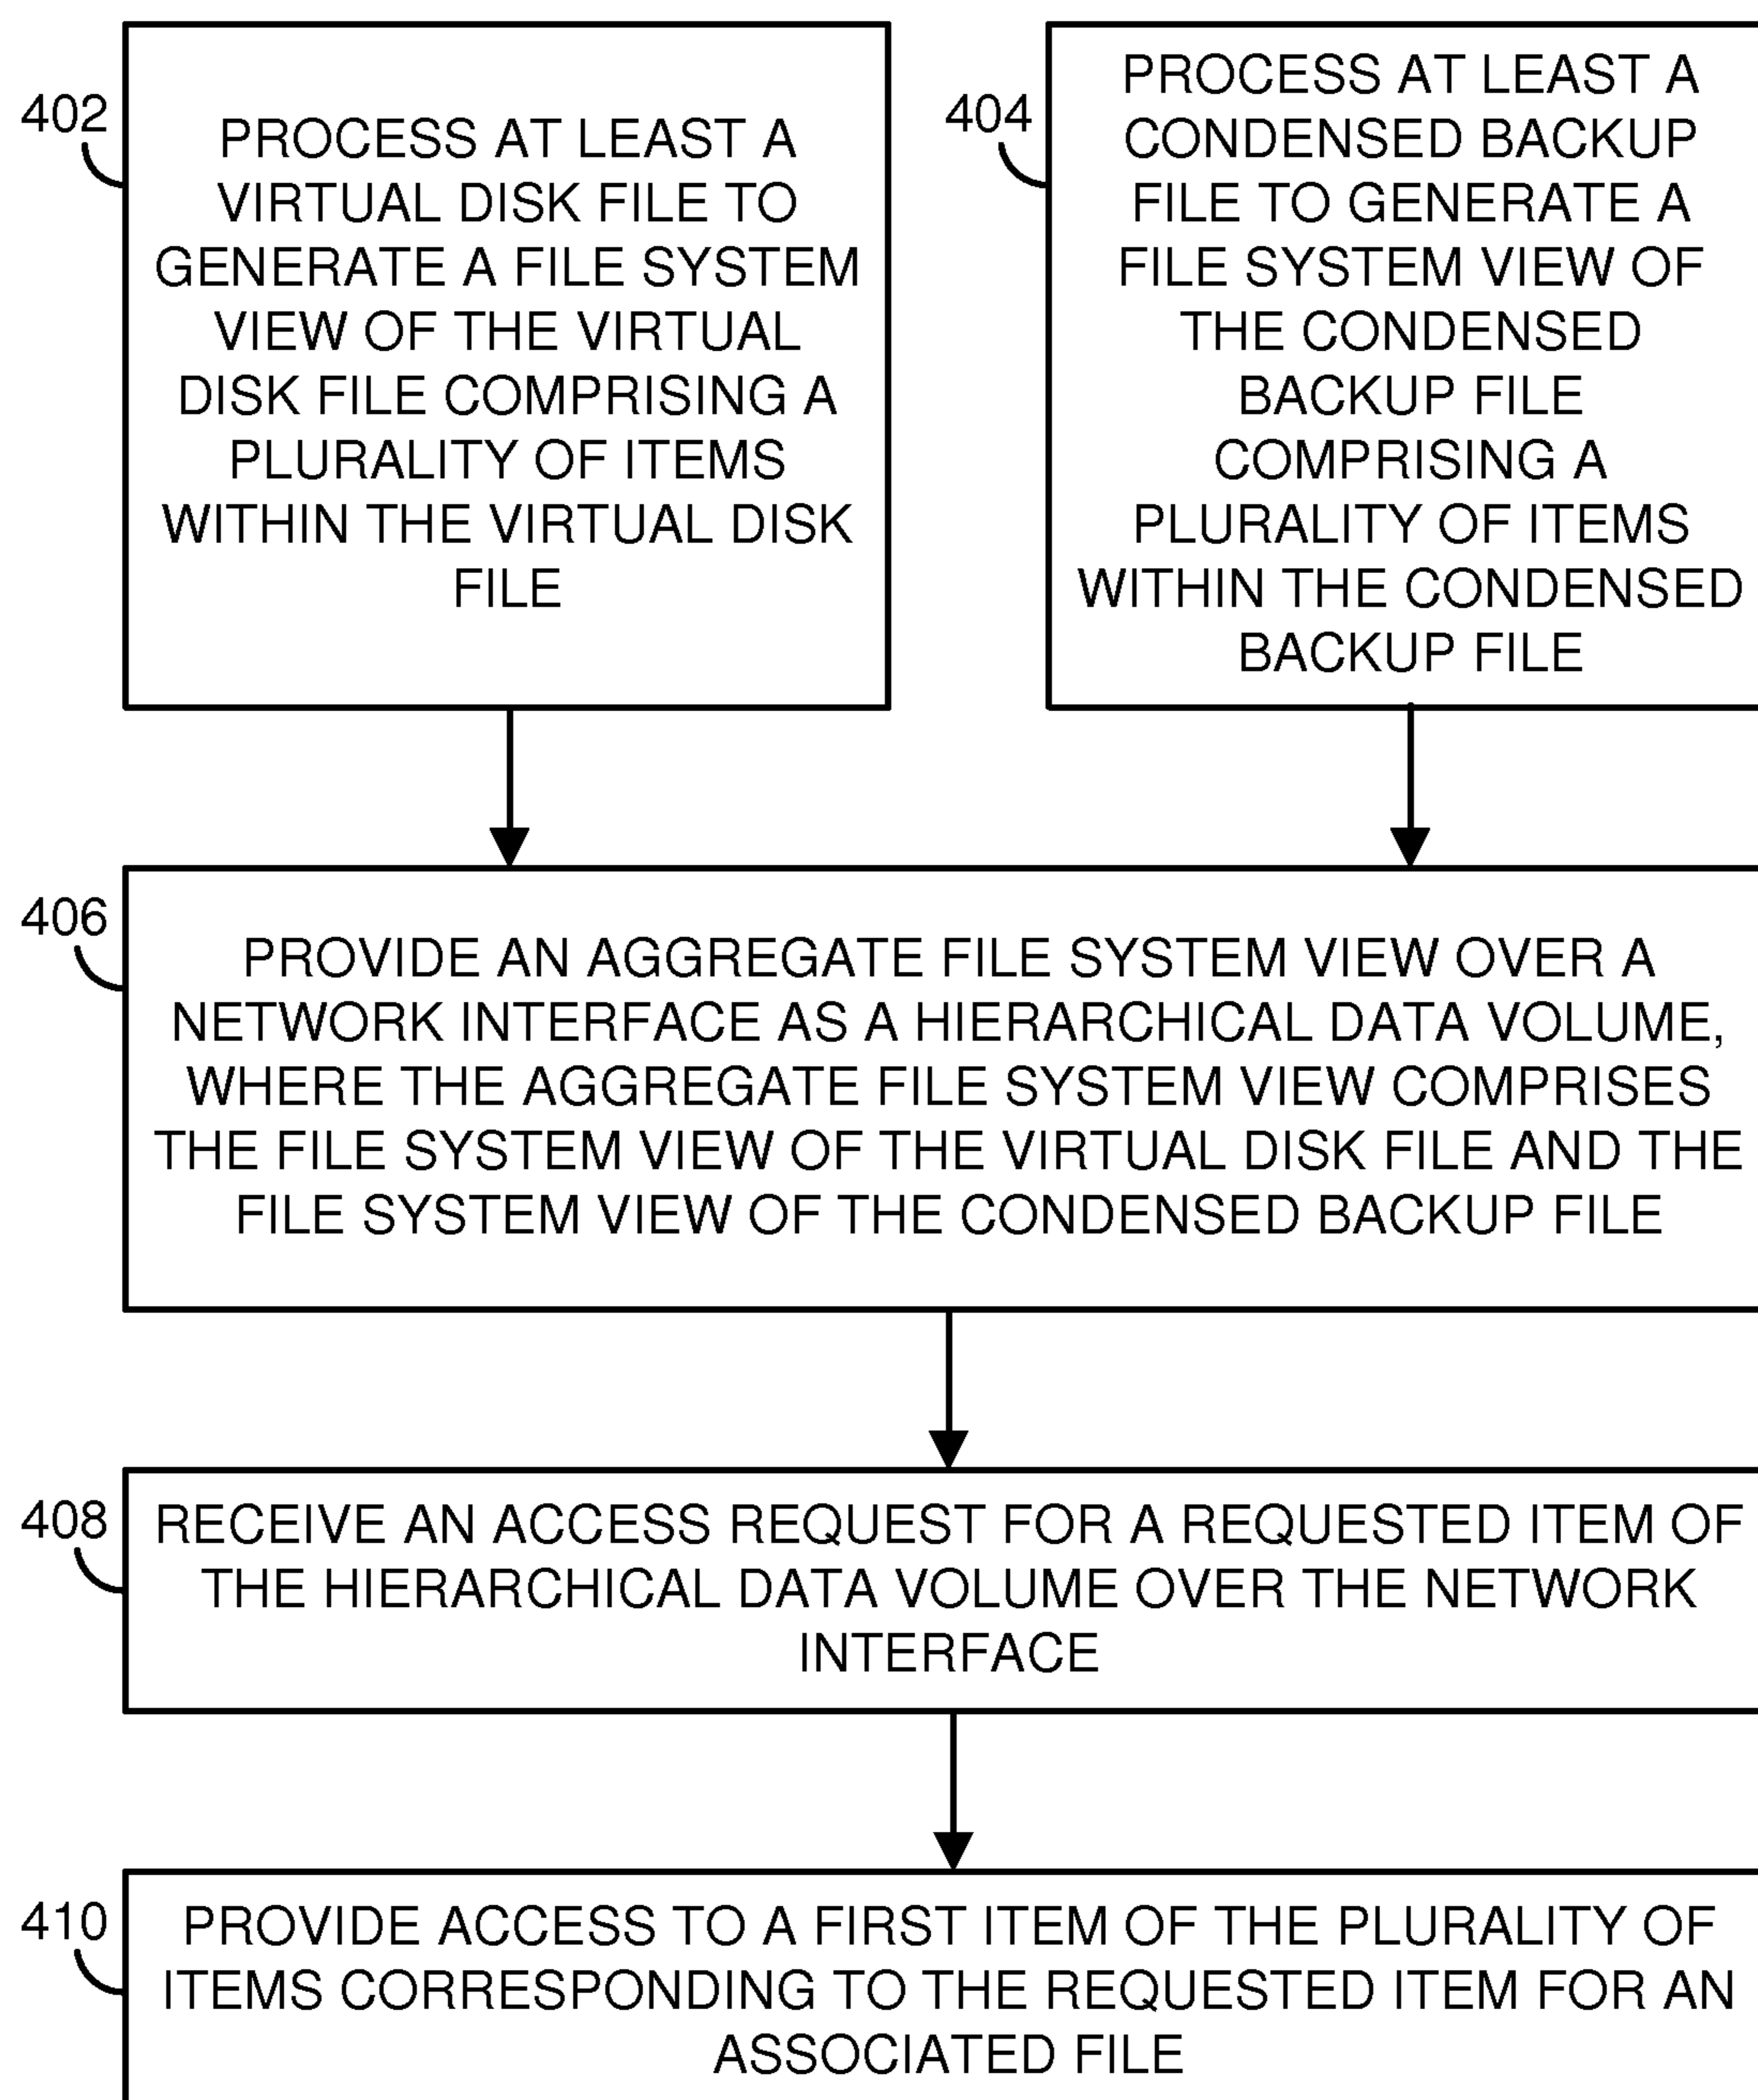 402
PROCESS AT LEAST A
VIRTUAL DISK FILE TO
GENERATE A FILE SYSTEM
VIEW OF THE VIRTUAL
DISK FILE COMPRISING A
PLURALITY OF ITEMS
WITHIN THE VIRTUAL DISK
FILE
404
PROCESS AT LEAST A
CONDENSED BACKUP
FILE TO GENERATE A
FILE SYSTEM VIEW OF
THE CONDENSED
BACKUP FILE
COMPRISING A
PLURALITY OF ITEMS
WITHIN THE CONDENSED
BACKUP FILE
406
PROVIDE AN AGGREGATE FILE SYSTEM VIEW OVER A
NETWORK INTERFACE AS A HIERARCHICAL DATA VOLUME,
WHERE THE AGGREGATE FILE SYSTEM VIEW COMPRISES
THE FILE SYSTEM VIEW OF THE VIRTUAL DISK FILE AND THE
FILE SYSTEM VIEW OF THE CONDENSED BACKUP FILE
408
RECEIVE AN ACCESS REQUEST FOR A REQUESTED ITEM OF
THE HIERARCHICAL DATA VOLUME OVER THE NETWORK
INTERFACE
410
PROVIDE ACCESS TO A FIRST ITEM OF THE PLURALITY OF
ITEMS CORRESPONDING TO THE REQUESTED ITEM FOR AN
ASSOCIATED FILE